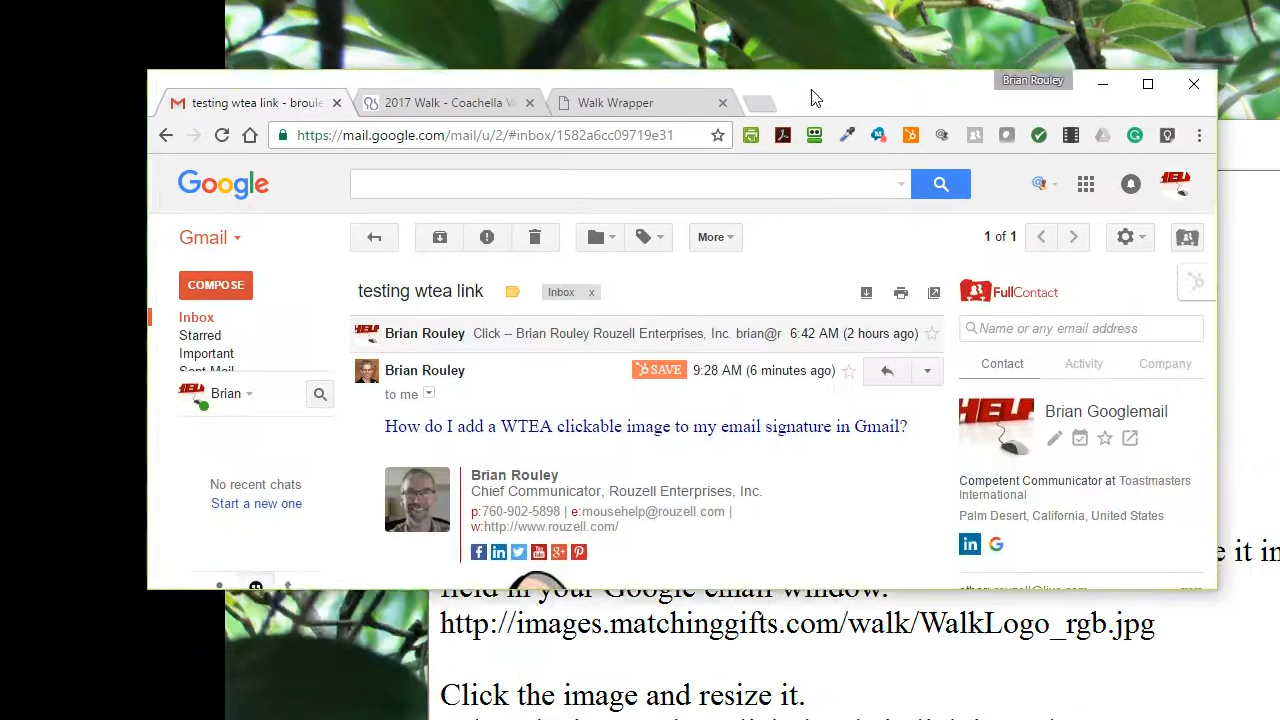 Brian Rouley
testing wtea link - broule
2017 Walk - Coachella V
Walk Wrapper
https://mail.google.com/mail/u/2/#inbox/1582a6cc09719e31
Google
HELP
Gmail
More
1 of 1
COMPOSE
testing wtea link
Inbox x
FullContact
Inbox
Starred
Important
Sent Mail
Brian Rouley Click -- Brian Rouley Rouzell Enterprises, Inc. brian@r 6:42 AM (2 hours ago)
Name or any email address
Brian Rouley
SAVE 9:28 AM (6 minutes ago)
to me
Contact Activity Company
Brian
How do I add a WTEA clickable image to my email signature in Gmail?
HELP
Brian Googlemail
No recent chats
Start a new one
Brian Rouley
Chief Communicator, Rouzell Enterprises, Inc.
p:760-902-5898 | e:mousehelp@rouzell.com |
w:http://www.rouzell.com/
Competent Communicator at Toastmasters
International
Palm Desert, California, United States
e it in
field in your Google email window.
http://images.matchinggifts.com/walk/WalkLogo_rgb.jpg
Click the image and resize it.